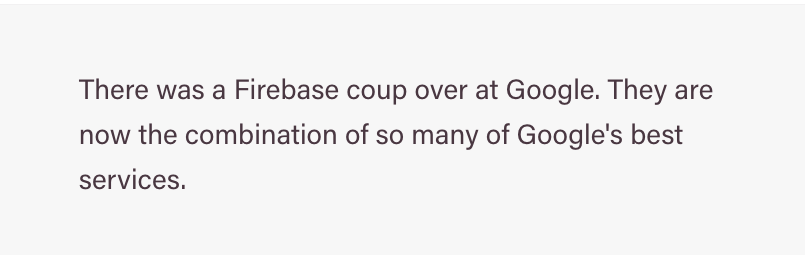 There was a Firebase coup over at Google. They are
now the combination of so many of Google's best
services.